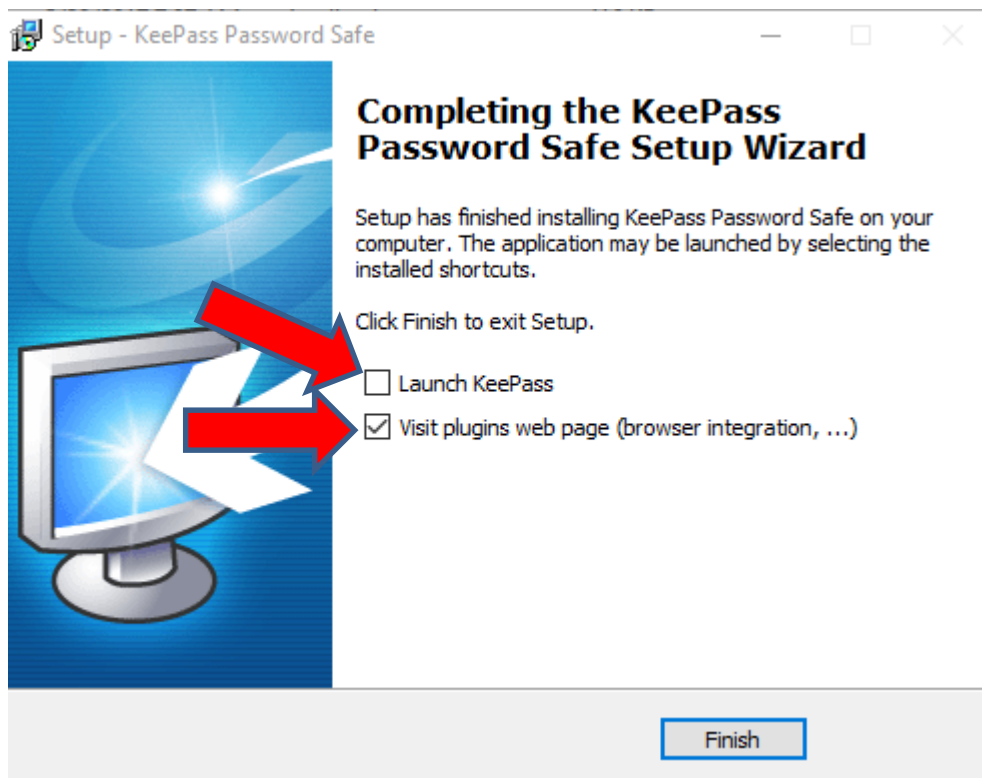 Setup - KeePass Password Safe
Completing the KeePass
Password Safe Setup Wizard
Setup has finished installing KeePass Password Safe on your
computer. The application may be launched by selecting the
installed shortcuts.
Click Finish to exit Setup.
Launch KeePass
Visit plugins web page (browser integration, ...)
Finish